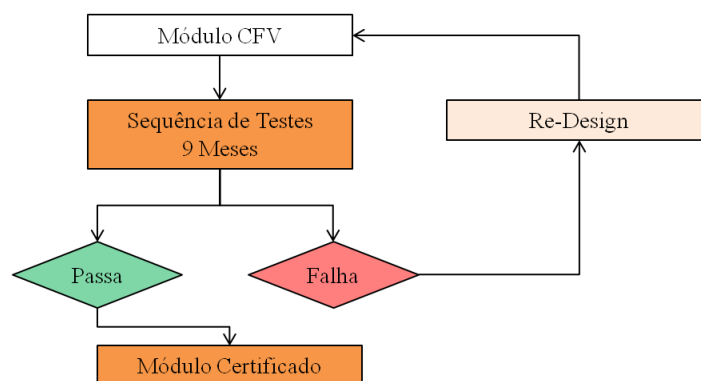 Módulo CFV
Sequência de Testes
9 Meses
Re-Design
Passa
Falha
Módulo Certificado